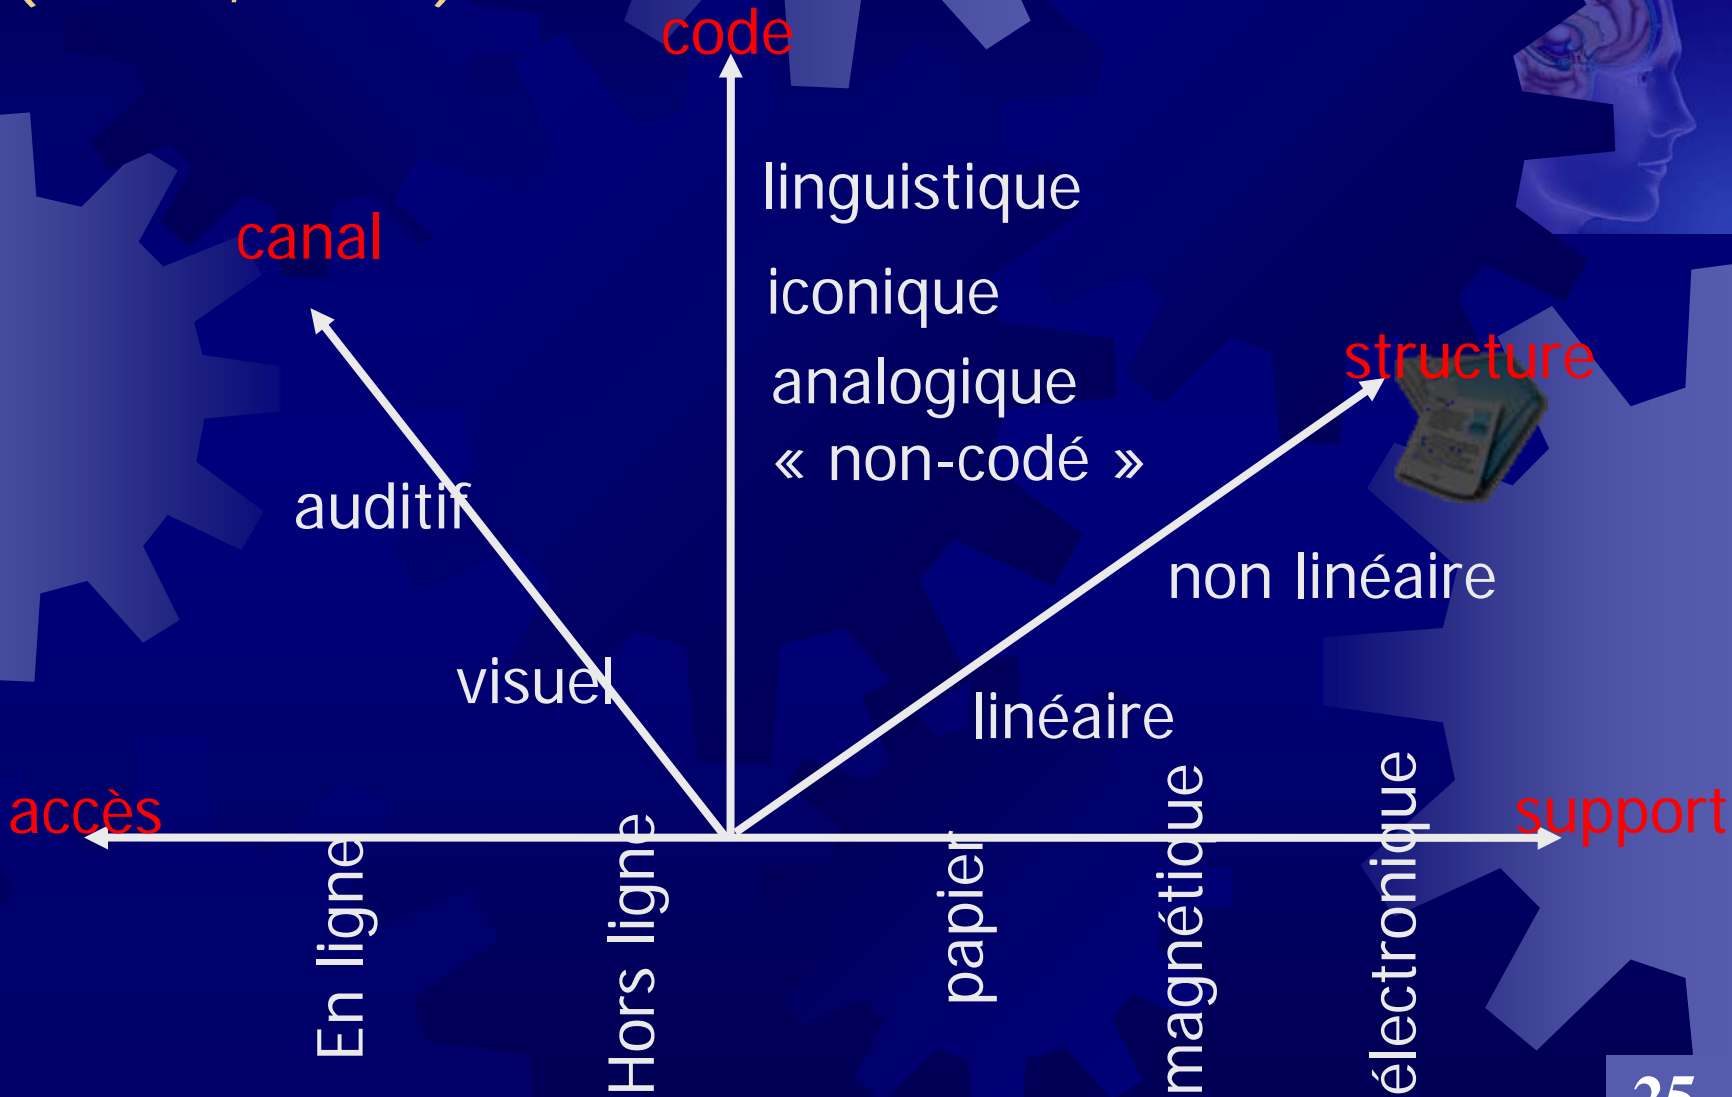 code
linguistique
canal
iconique
structure
analogique
« non-codé »
auditif
non linéaire
visuel
linéaire
accès
support
En ligne
Hors ligne
papier
magnétique
électronique
25